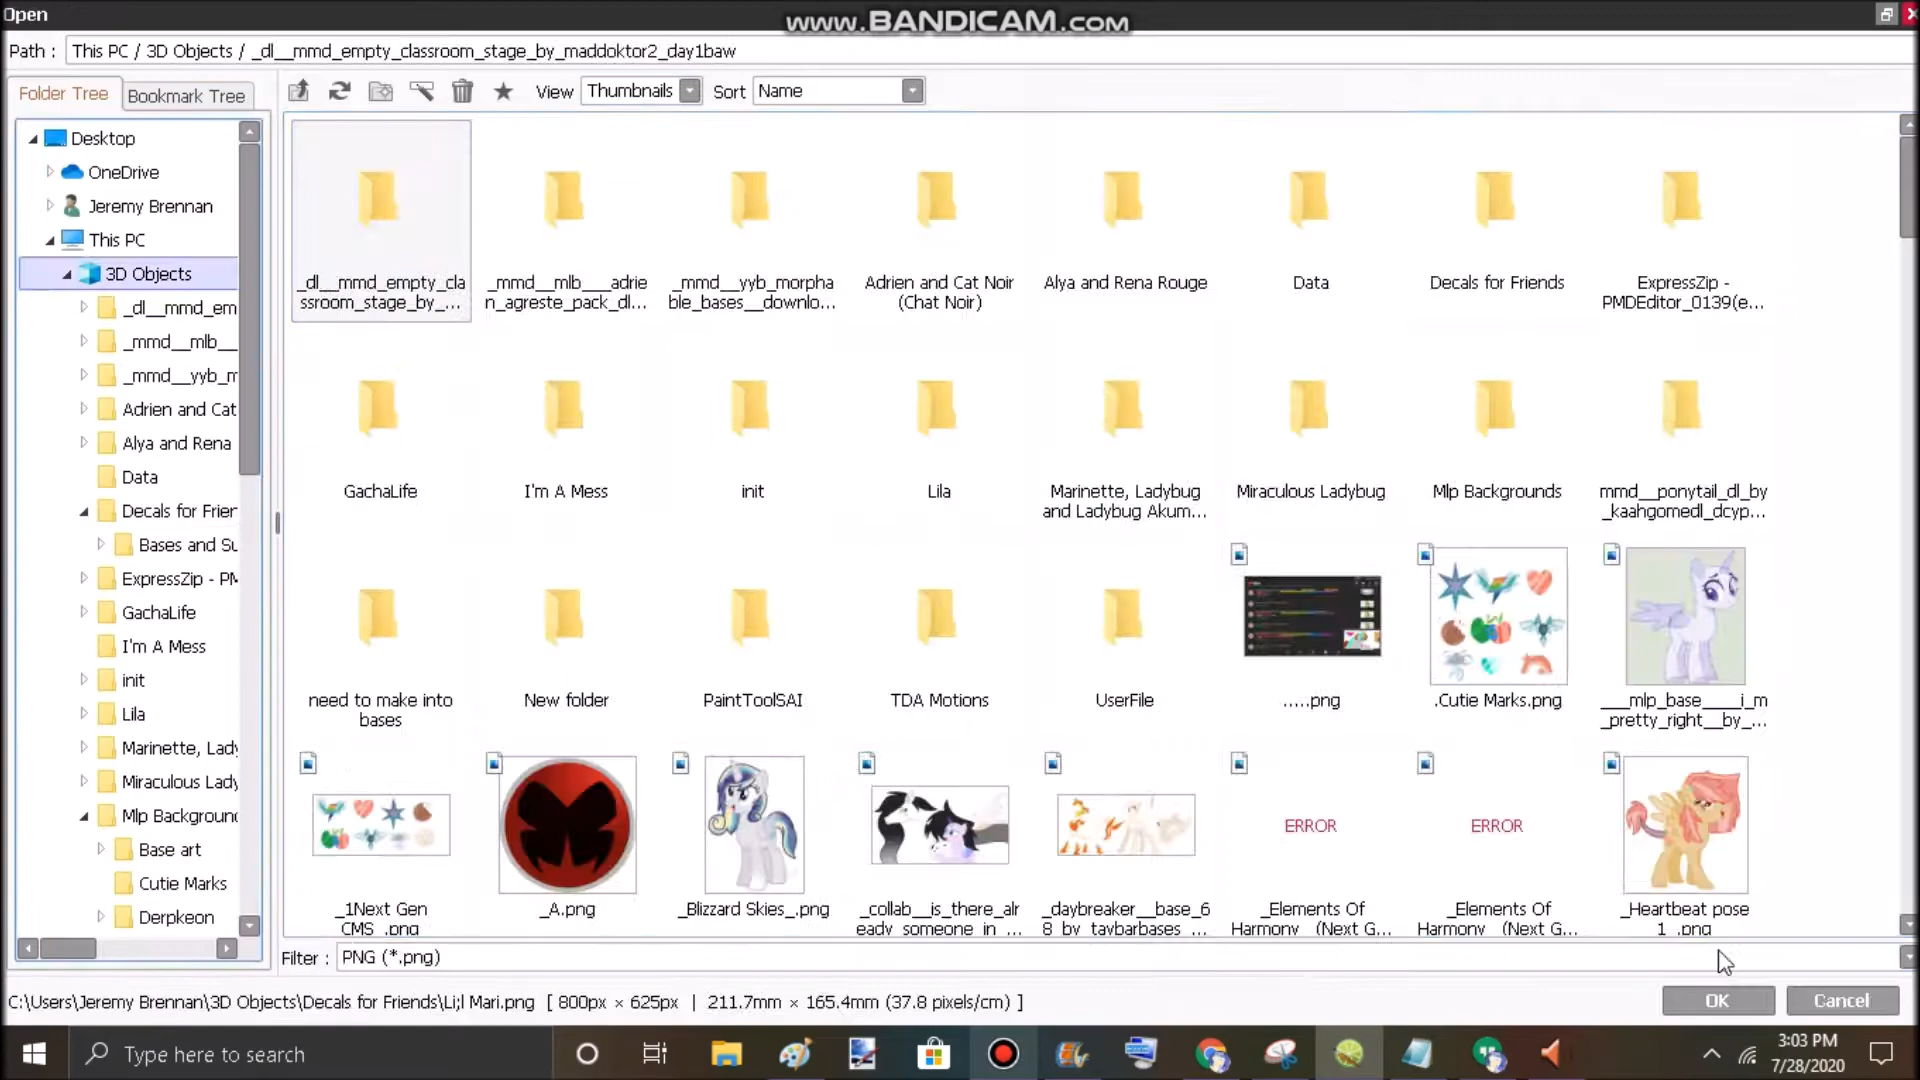 Open
www.BANDICAM.com
Path : This PC / 3D Objects / _dl__mmd_empty_classroom_stage_by_maddoktor2_day1baw
Folder Tree
Bookmark Tree
View Thumbnails Sort Name
Desktop
OneDrive
Jeremy Brennan
This PC
3D Objects
_dl__mmd_em
_mmd__mlb__
_mmd__yyb_m
Adrien and Cat
Alya and Rena
Data
Decals for Frier
Bases and Su
ExpressZip - PM
GachaLife
I'm A Mess
init
Lila
Marinette, Lady
Miraculous Lady
Mlp Background
Base art
Cutie Marks
Derpkeon
_dl__mmd_empty_cla
ssroom_stage_by_...
_mmd__mlb___adrie
n_agreste_pack_dl...
_mmd__yyb_morpha
ble_bases__downlo...
Adrien and Cat Noir
(Chat Noir)
Alya and Rena Rouge
Data
Decals for Friends
ExpressZip -
PMDEditor_0139(e...
GachaLife
I'm A Mess
init
Lila
Marinette, Ladybug
and Ladybug Akum...
Miraculous Ladybug
Mlp Backgrounds
mmd__ponytail_dl_by
_kaahgomedl_dcyp...
need to make into
bases
New folder
PaintToolSAI
TDA Motions
UserFile
.....png
.Cutie Marks.png
___mlp_base____i_m
_pretty_right__by_...
_1Next Gen
CMS_.png
_A.png
_Blizzard Skies_.png
_collab__is_there_alr
eady_someone_in_...
_daybreaker__base_6
8_by_taybarbases_...
ERROR
_Elements Of
Harmony_ (Next G...
ERROR
_Elements Of
Harmony_ (Next G...
_Heartbeat pose
1_.png
Filter : PNG (*.png)
C:\Users\Jeremy Brennan\3D Objects\Decals for Friends\Li;l Mari.png [ 800px × 625px | 211.7mm × 165.4mm (37.8 pixels/cm) ]
OK
Cancel
Type here to search
3:03 PM
7/28/2020